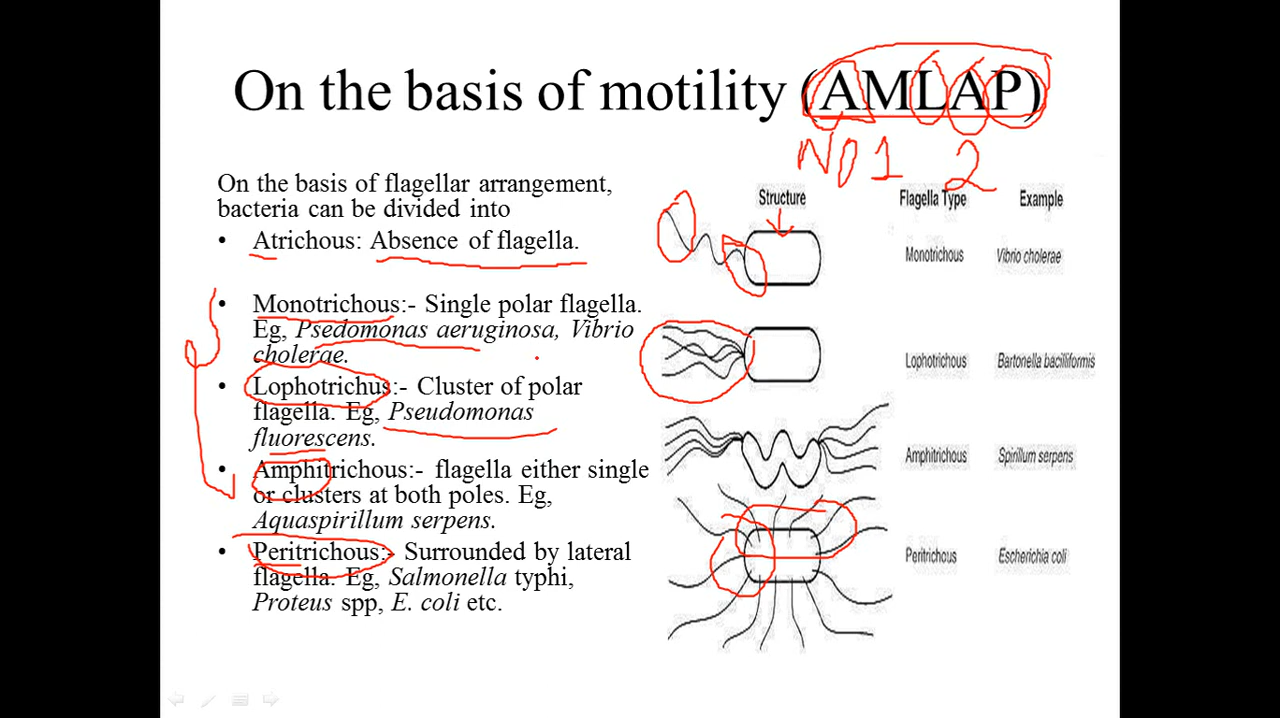 On the basis of motility (AMLAP)
NO 1 2
On the basis of flagellar arrangement,
bacteria can be divided into
• Atrichous: Absence of flagella.
• Monotrichous:- Single polar flagella.
Eg, Psedomonas aeruginosa, Vibrio
cholerae.
• Lophotrichus:- Cluster of polar
flagella. Eg, Pseudomonas
fluorescens.
• Amphitrichous:- flagella either single
or clusters at both poles. Eg,
Aquaspirillum serpens.
• Peritrichous:- Surrounded by lateral
flagella. Eg, Salmonella typhi,
Proteus spp, E. coli etc.
Structure Flagella Type Example
Monotrichous Vibrio cholerae
Lophotrichous Bartonella bacilliformis
Amphitrichous Spirillum serpens
Peritrichous Escherichia coli